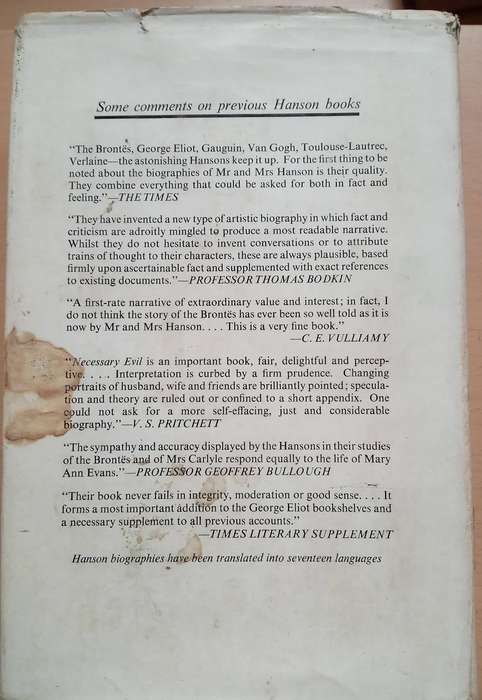 Some comments on previous Hanson books
"The Brontës, George Eliot, Gauguin, Van Gogh, Toulouse-Lautrec,
Verlaine—the astonishing Hansons keep it up. For the first thing to be
noted about the biographies of Mr and Mrs Hanson is their quality.
They combine everything that could be asked for both in fact and
feeling."—THE TIMES
"They have invented a new type of artistic biography in which fact and
criticism are adroitly mingled to produce a most readable narrative.
Whilst they do not hesitate to invent conversations or to attribute
trains of thought to their characters, these are always plausible, based
firmly upon ascertainable fact and supplemented with exact references
to existing documents."—PROFESSOR THOMAS BODKIN
"A first-rate narrative of extraordinary value and interest; in fact, I
do not think the story of the Brontës has ever been so well told as it is
now by Mr and Mrs Hanson. . . . This is a very fine book."
—C. E. VULLIAMY
"Necessary Evil is an important book, fair, delightful and percep-
tive. . . . Interpretation is curbed by a firm prudence. Changing
portraits of husband, wife and friends are brilliantly pointed; specula-
tion and theory are ruled out or confined to a short appendix. One
could not ask for a more self-effacing, just and considerable
biography."—V. S. PRITCHETT
"The sympathy and accuracy displayed by the Hansons in their studies
of the Brontës and of Mrs Carlyle respond equally to the life of Mary
Ann Evans."—PROFESSOR GEOFFREY BULLOUGH
"Their book never fails in integrity, moderation or good sense. . . . It
forms a most important addition to the George Eliot bookshelves and
a necessary supplement to all previous accounts."
—TIMES LITERARY SUPPLEMENT
Hanson biographies have been translated into seventeen languages